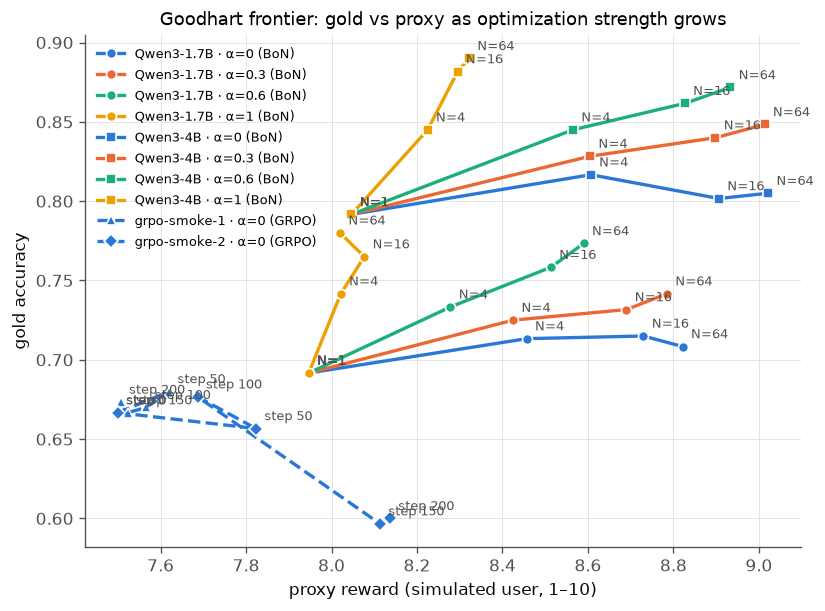 Goodhart frontier: gold vs proxy as optimization strength grows
gold accuracy
0.90
0.85
0.80
0.75
0.70
0.65
0.60
Qwen3-1.7B · α=0 (BoN)
Qwen3-1.7B · α=0.3 (BoN)
Qwen3-1.7B · α=0.6 (BoN)
Qwen3-1.7B · α=1 (BoN)
Qwen3-4B · α=0 (BoN)
Qwen3-4B · α=0.3 (BoN)
Qwen3-4B · α=0.6 (BoN)
Qwen3-4B · α=1 (BoN)
grpo-smoke-1 · α=0 (GRPO)
grpo-smoke-2 · α=0 (GRPO)
N=64
N=16
N=4
N=1
N=64
N=16
N=4
N=64
N=16
N=4
N=64
N=16
N=4
N=64
N=16
N=4
N=1
N=64
N=16
N=4
N=64
N=16
N=4
N=64
N=16
N=4
step 50
step 100
step 200
step 100
step 150
step 50
step 200
step 150
7.6
7.8
8.0
8.2
8.4
8.6
8.8
9.0
proxy reward (simulated user, 1–10)